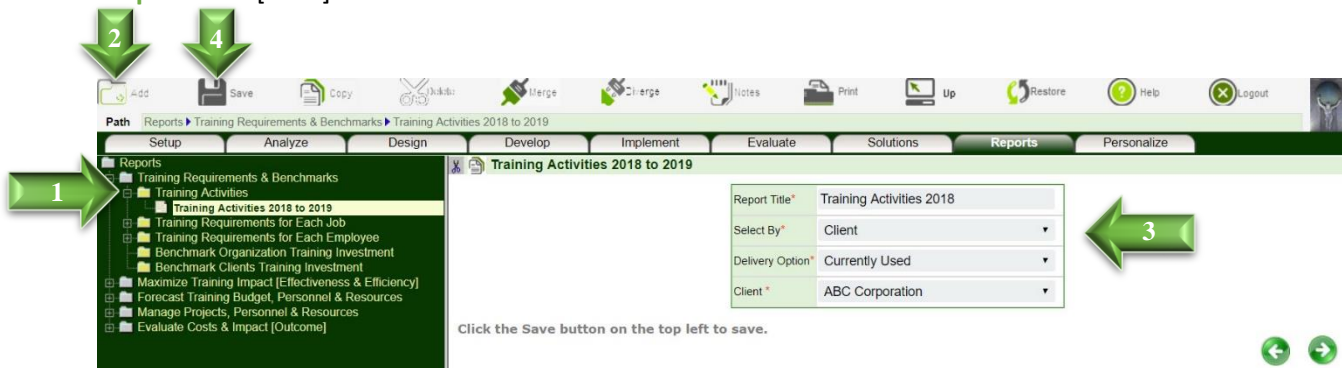 2 4
Add Save Copy Delete Merge Diverge Notes Print Up Restore Help Logout
Path Reports Training Requirements & Benchmarks Training Activities 2018 to 2019
Setup Analyze Design Develop Implement Evaluate Solutions Reports Personalize
Reports
Training Requirements & Benchmarks
1
Training Activities
Training Activities 2018 to 2019
Training Requirements for Each Job
Training Requirements for Each Employee
Benchmark Organization Training Investment
Benchmark Clients Training Investment
Maximize Training Impact [Effectiveness & Efficiency]
Forecast Training Budget, Personnel & Resources
Manage Projects, Personnel & Resources
Evaluate Costs & Impact [Outcome]
Training Activities 2018 to 2019
Report Title* Training Activities 2018
Select By* Client
Delivery Option* Currently Used
Client * ABC Corporation
3
Click the Save button on the top left to save.